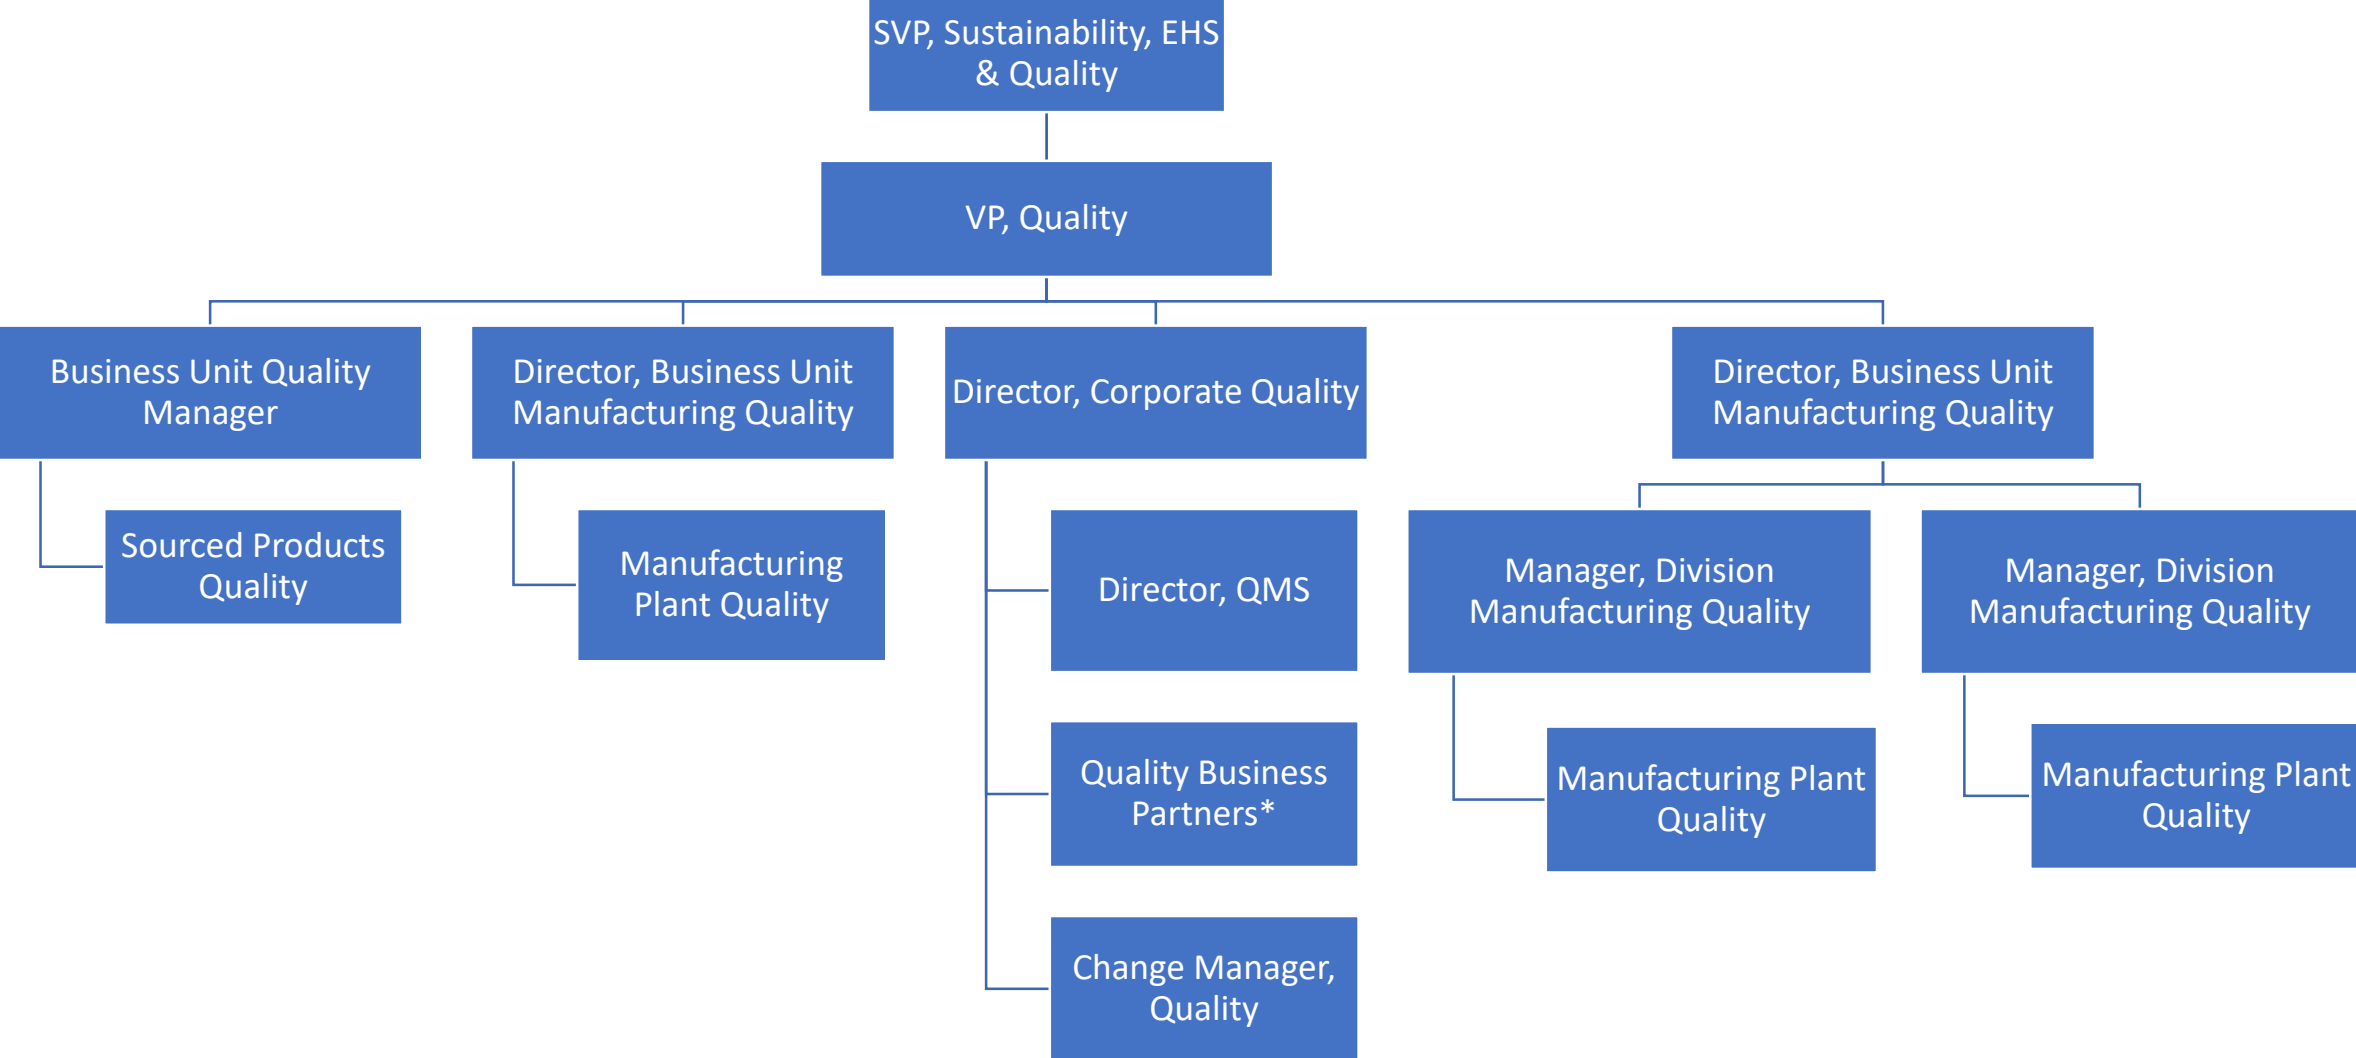 SVP, Sustainability, EHS
& Quality
VP, Quality
Business Unit Quality
Manager
Director, Business Unit
Manufacturing Quality
Director, Corporate Quality
Director, Business Unit
Manufacturing Quality
Sourced Products
Quality
Manufacturing
Plant Quality
Director, QMS
Manager, Division
Manufacturing Quality
Manager, Division
Manufacturing Quality
Quality Business
Partners*
Manufacturing Plant
Quality
Manufacturing Plant
Quality
Change Manager,
Quality